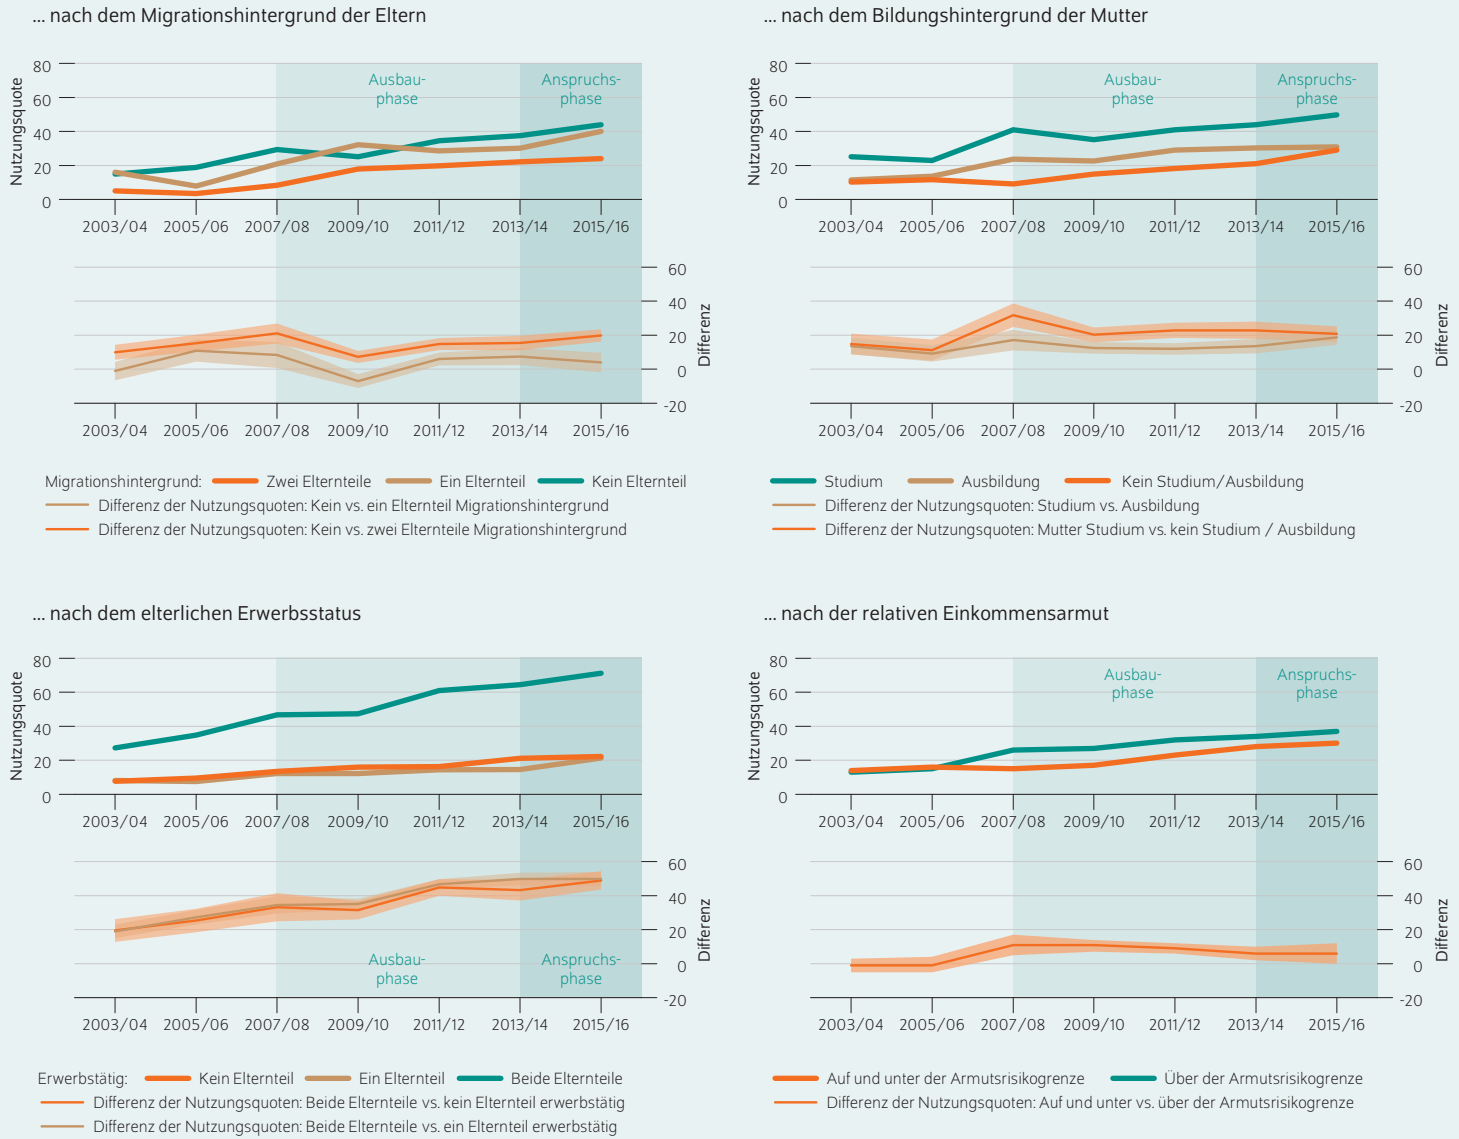 ... nach dem Migrationshintergrund der Eltern
Nutzungsquote
80
60
40
20
0
Ausbau-
phase
Anspruchs-
phase
2003/04 2005/06 2007/08 2009/10 2011/12 2013/14 2015/16
60
40
20
0
-20
Differenz
2003/04 2005/06 2007/08 2009/10 2011/12 2013/14 2015/16
Migrationshintergrund: Zwei Elternteile Ein Elternteil Kein Elternteil
Differenz der Nutzungsquoten: Kein vs. ein Elternteil Migrationshintergrund
Differenz der Nutzungsquoten: Kein vs. zwei Elternteile Migrationshintergrund
... nach dem Bildungshintergrund der Mutter
Nutzungsquote
80
60
40
20
0
Ausbau-
phase
Anspruchs-
phase
2003/04 2005/06 2007/08 2009/10 2011/12 2013/14 2015/16
60
40
20
0
-20
Differenz
2003/04 2005/06 2007/08 2009/10 2011/12 2013/14 2015/16
Studium Ausbildung Kein Studium/Ausbildung
Differenz der Nutzungsquoten: Studium vs. Ausbildung
Differenz der Nutzungsquoten: Mutter Studium vs. kein Studium / Ausbildung
... nach dem elterlichen Erwerbsstatus
Nutzungsquote
80
60
40
20
0
2003/04 2005/06 2007/08 2009/10 2011/12 2013/14 2015/16
60
40
20
0
-20
Differenz
Ausbau-
phase
Anspruchs-
phase
2003/04 2005/06 2007/08 2009/10 2011/12 2013/14 2015/16
Erwerbstätig: Kein Elternteil Ein Elternteil Beide Elternteile
Differenz der Nutzungsquoten: Beide Elternteile vs. kein Elternteil erwerbstätig
Differenz der Nutzungsquoten: Beide Elternteile vs. ein Elternteil erwerbstätig
... nach der relativen Einkommensarmut
Nutzungsquote
80
60
40
20
0
Ausbau-
phase
Anspruchs-
phase
2003/04 2005/06 2007/08 2009/10 2011/12 2013/14 2015/16
60
40
20
0
-20
Differenz
2003/04 2005/06 2007/08 2009/10 2011/12 2013/14 2015/16
Auf und unter der Armutsrisikogrenze Über der Armutsrisikogrenze
Differenz der Nutzungsquoten: Auf und unter vs. über der Armutsrisikogrenze